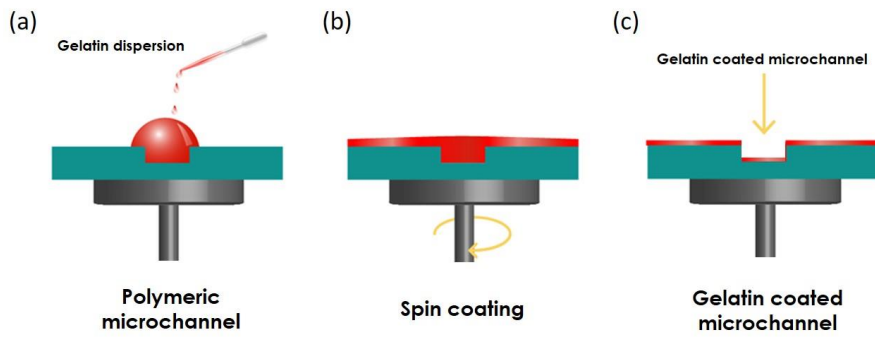 (a)
Gelatin dispersion
Polymeric
microchannel
(b)
Spin coating
(c)
Gelatin coated microchannel
Gelatin coated
microchannel